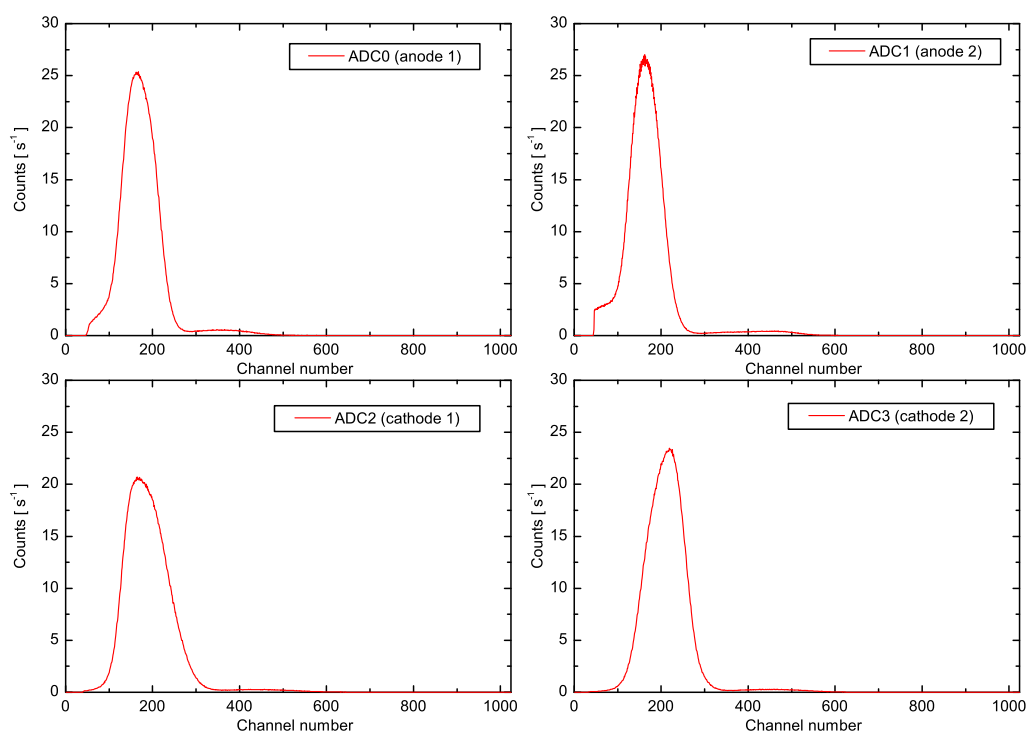 ADC0 (anode 1)
Counts [ s⁻¹ ]
30
25
20
15
10
5
0
0 200 400 600 800 1000
Channel number
ADC1 (anode 2)
Counts [ s⁻¹ ]
30
25
20
15
10
5
0
0 200 400 600 800 1000
Channel number
ADC2 (cathode 1)
Counts [ s⁻¹ ]
30
25
20
15
10
5
0
0 200 400 600 800 1000
Channel number
ADC3 (cathode 2)
Counts [ s⁻¹ ]
30
25
20
15
10
5
0
0 200 400 600 800 1000
Channel number